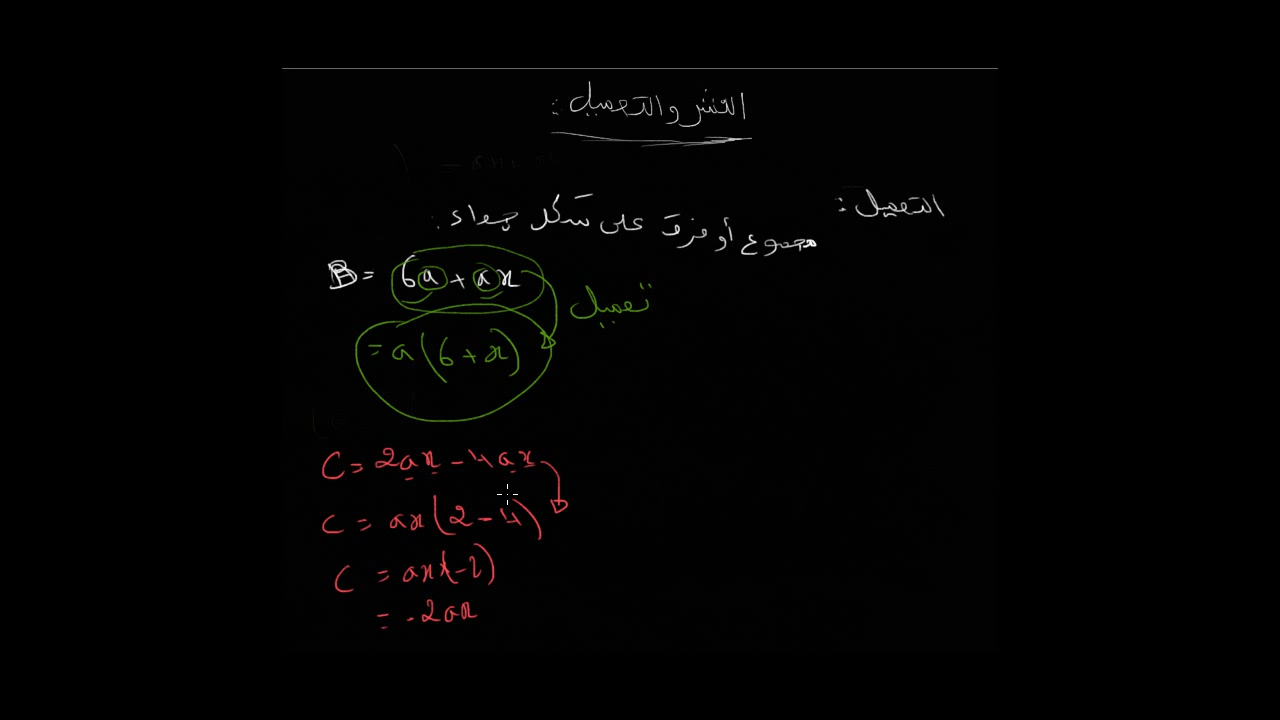 النشر والتعميل :
التعميل :
مجموع أو فرق على شكل جداء :
B = 6a + ax
تعميل
= a(6+x)
C = 2ax - 4ax
C = ax(2-4)
C = ax×(-2)
= -2ax